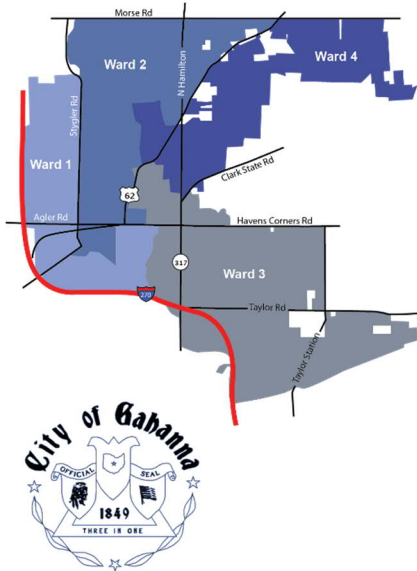 Morse Rd
Ward 2
Ward 4
N Hamilton
Stygler Rd
Ward 1
Clark State Rd
62
Agler Rd
Havens Corners Rd
317
Ward 3
270
Taylor Rd
Taylor Station
City of Gahanna
OFFICIAL SEAL
1849
THREE IN ONE